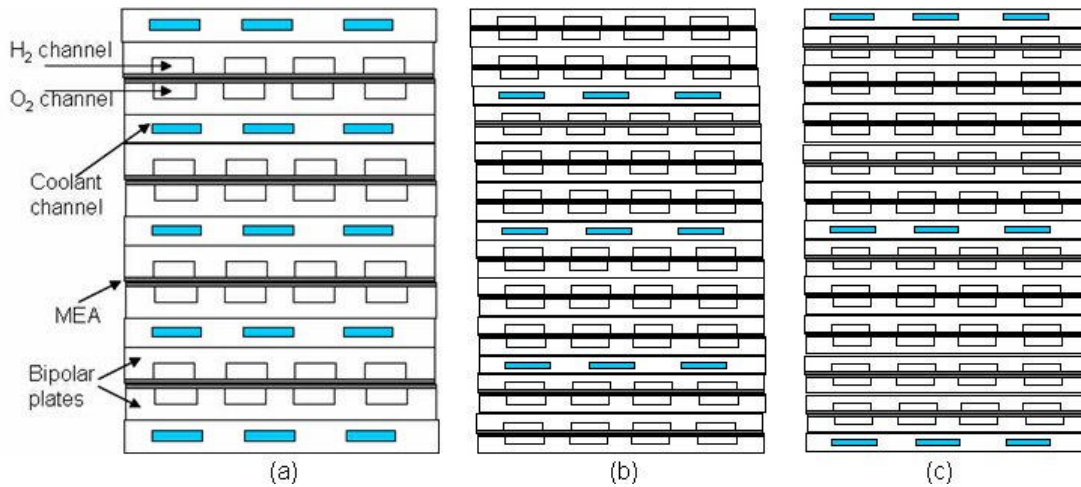 H2 channel
O2 channel
Coolant
channel
MEA
Bipolar
plates
(a)
(b)
(c)